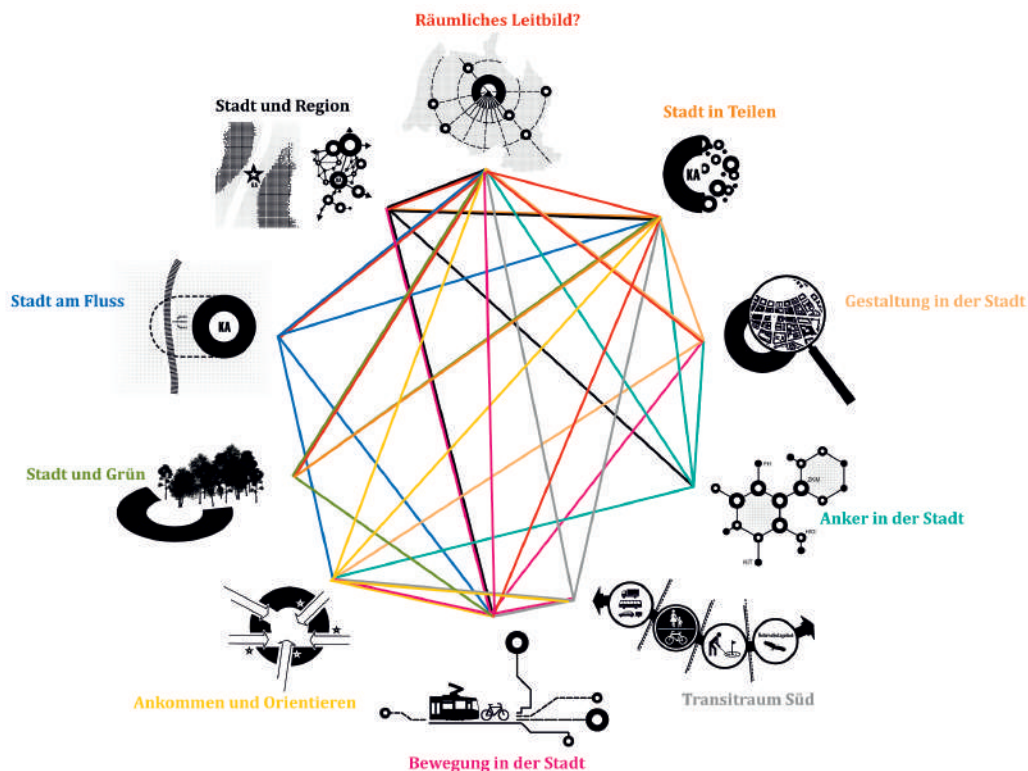 Räumliches Leitbild?
Stadt und Region
Stadt in Teilen
KA
Stadt am Fluss
KA
Gestaltung in der Stadt
Stadt und Grün
Anker in der Stadt
KIT
Ankommen und Orientieren
Transitraum Süd
Bewegung in der Stadt